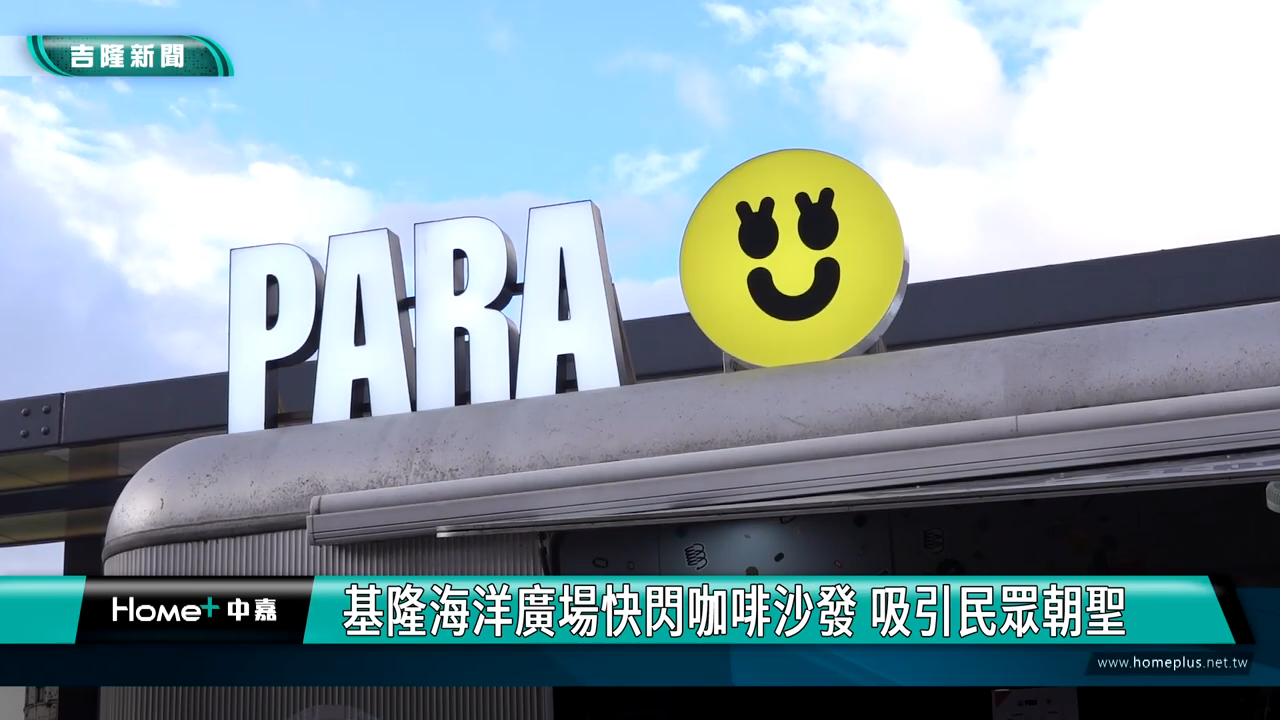 吉隆新聞
PARA
Home+ 中嘉
基隆海洋廣場快閃咖啡沙發 吸引民眾朝聖
www.homeplus.net.tw